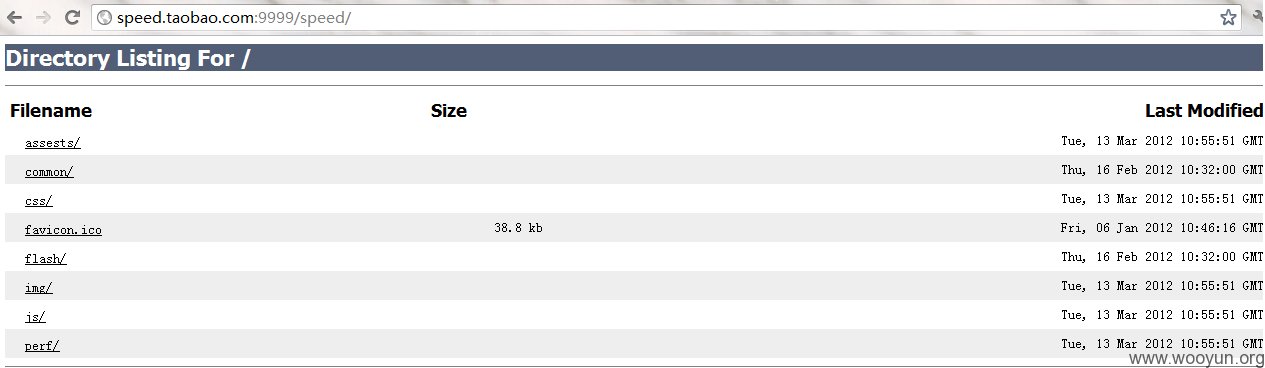 speed.taobao.com:9999/speed/
Directory Listing For /
Filename Size Last Modified
assests/ Tue, 13 Mar 2012 10:55:51 GMT
common/ Thu, 16 Feb 2012 10:32:00 GMT
css/ Tue, 13 Mar 2012 10:55:51 GMT
favicon.ico 38.8 kb Fri, 06 Jan 2012 10:46:16 GMT
flash/ Thu, 16 Feb 2012 10:32:00 GMT
img/ Tue, 13 Mar 2012 10:55:51 GMT
js/ Tue, 13 Mar 2012 10:55:51 GMT
perf/ Tue, 13 Mar 2012 10:55:51 GMT
www.wooyun.org